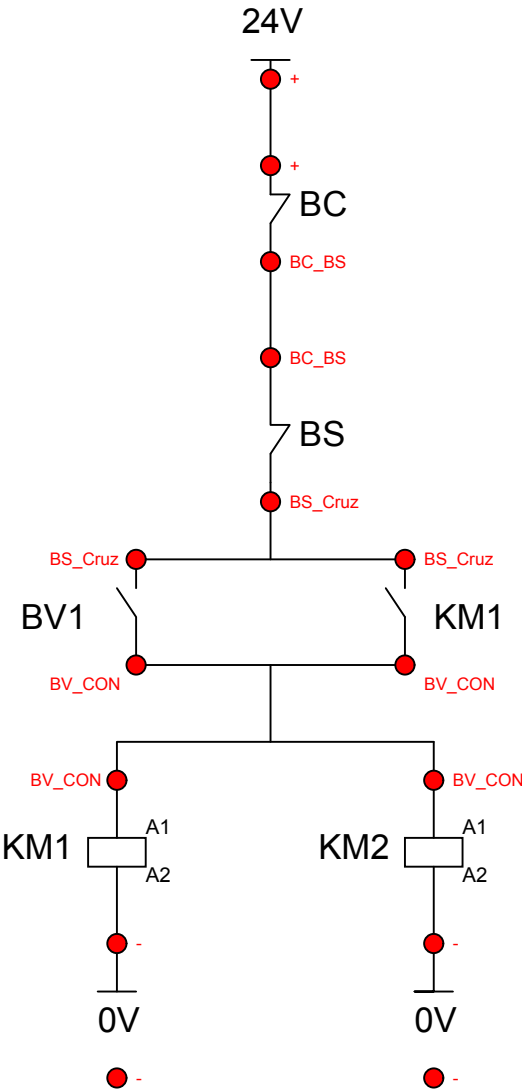 24V
+
+
BC
BC_BS
BC_BS
BS
BS_Cruz
BS_Cruz
BS_Cruz
BV1
KM1
BV_CON
BV_CON
BV_CON
BV_CON
KM1
A1
A2
KM2
A1
A2
-
-
0V
0V
-
-